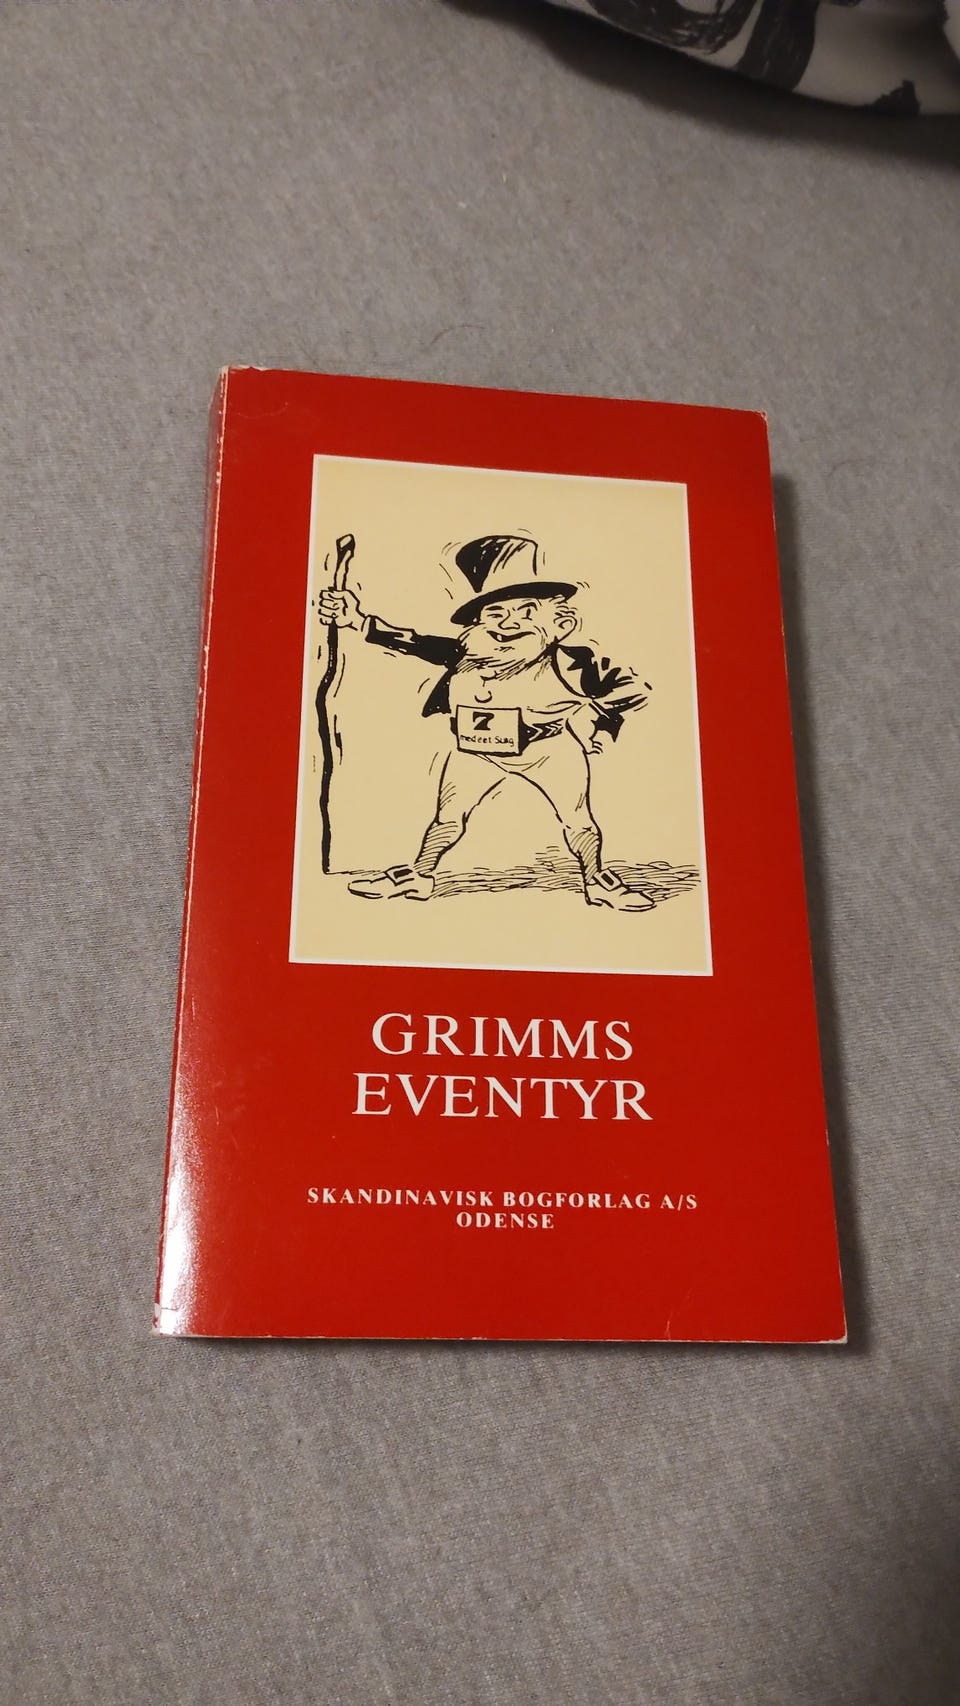 7
med eet Slag
GRIMMS
EVENTYR
SKANDINAVISK BOGFORLAG A/S
ODENSE